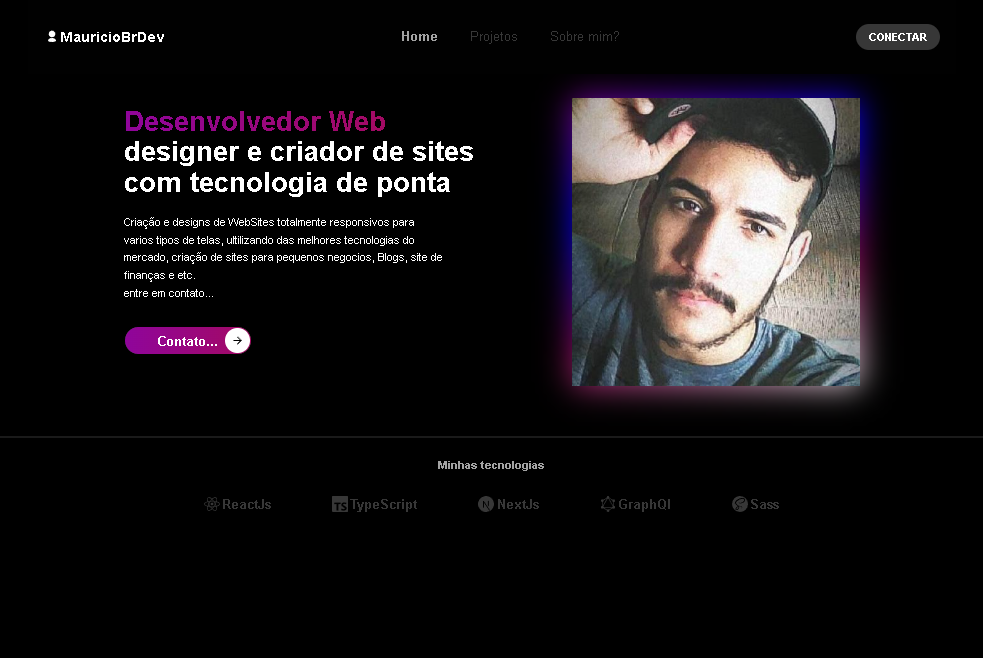 MauricioBrDev
Home
Projetos
Sobre mim?
CONECTAR
Desenvolvedor Web
designer e criador de sites
com tecnologia de ponta
Criação e designs de WebSites totalmente responsivos para
varios tipos de telas, ultilizando das melhores tecnologias do
mercado, criação de sites para pequenos negocios, Blogs, site de
finanças e etc.
entre em contato...
Contato...
Minhas tecnologias
ReactJs
TS TypeScript
N NextJs
GraphQl
Sass